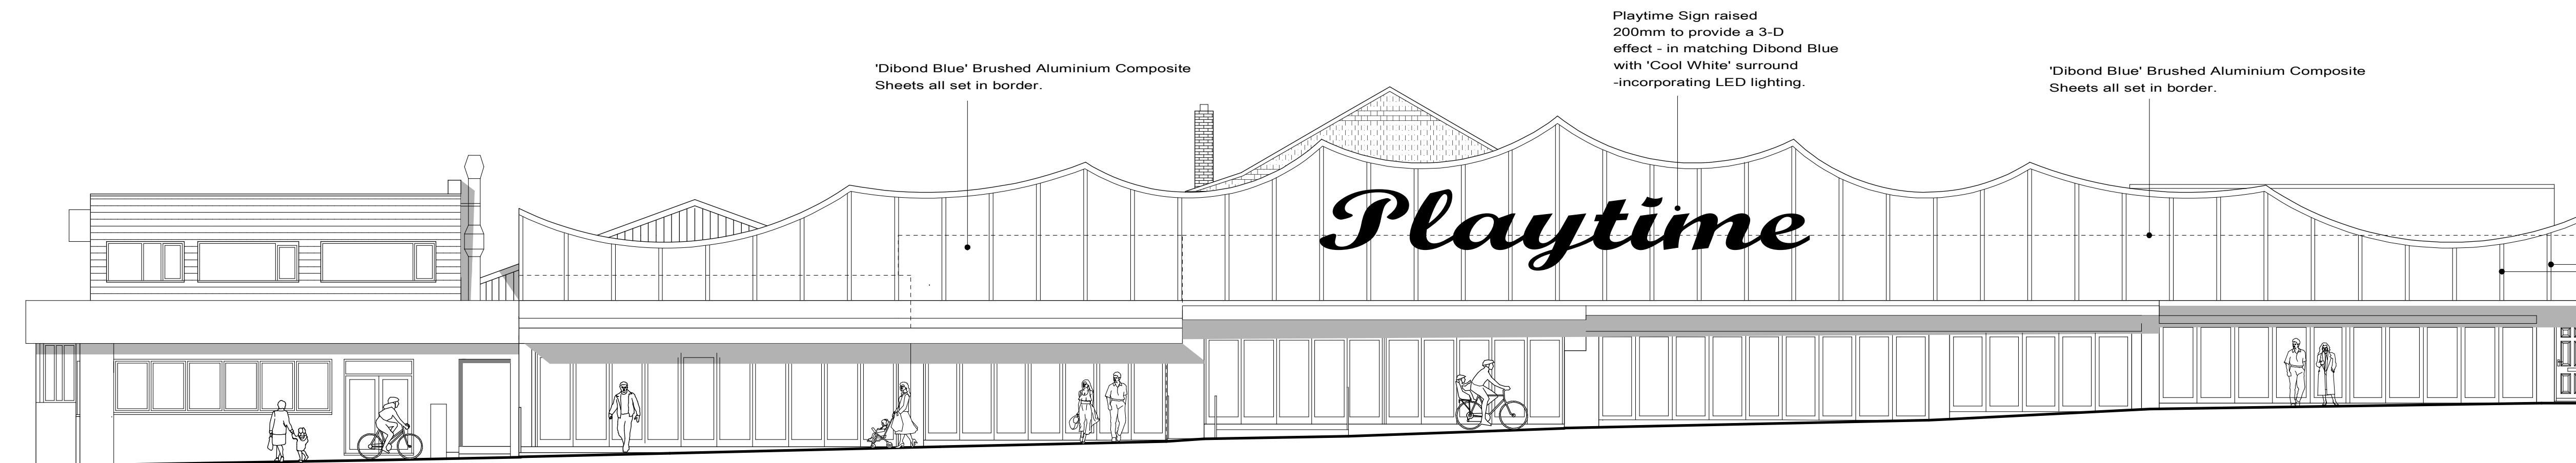 Playtime Sign raised
200mm to provide a 3-D
effect - in matching Dibond Blue
with 'Cool White' surround
-incorporating LED lighting.
'Dibond Blue' Brushed Aluminium Composite
Sheets all set in border.
'Dibond Blue' Brushed Aluminium Composite
Sheets all set in border.
Playtime